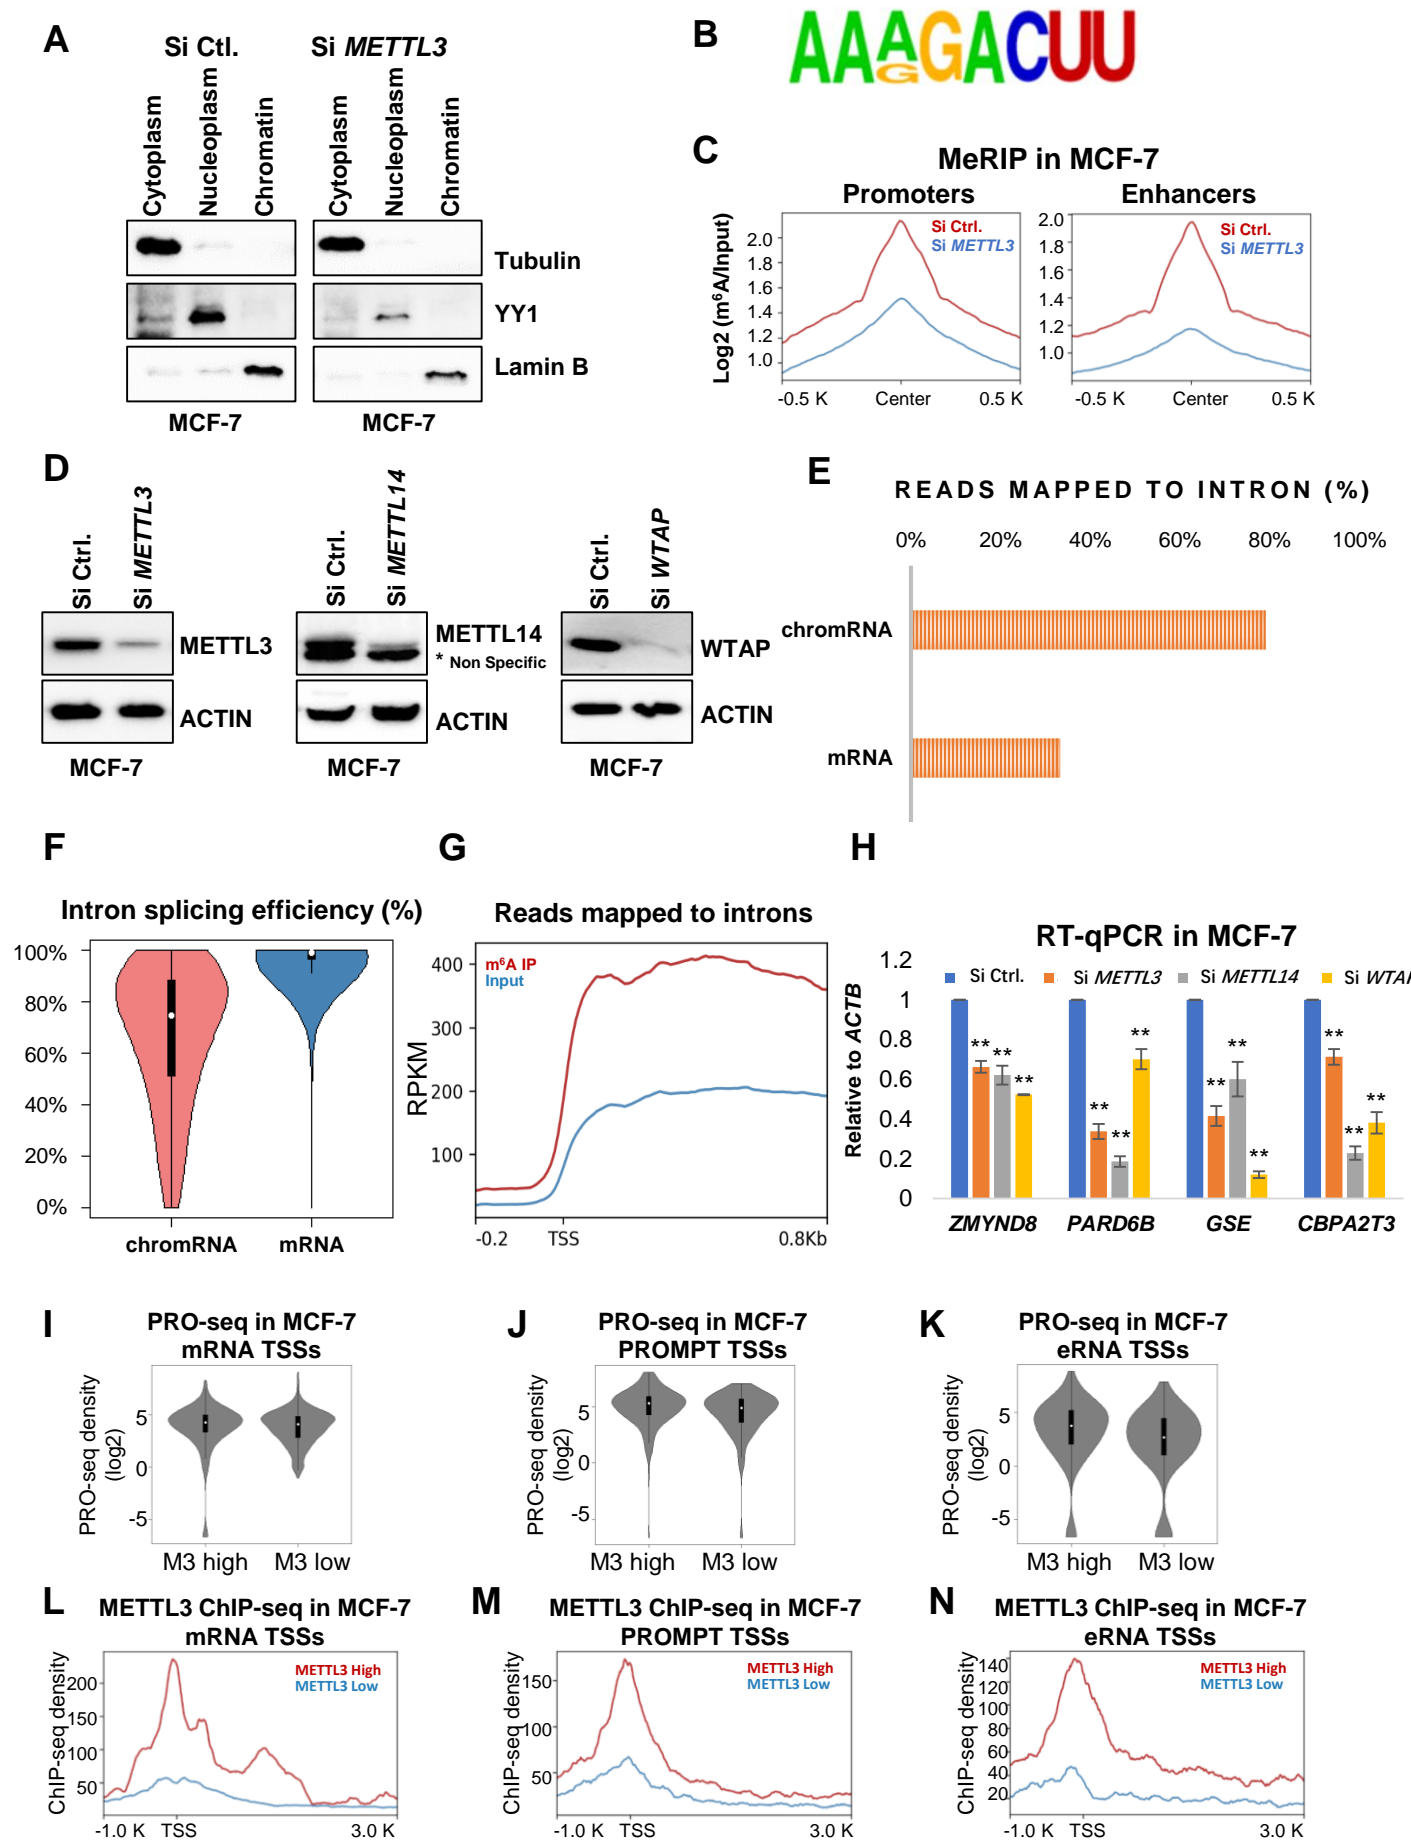 A
Si Ctl.
Si METTL3
Cytoplasm
Nucleoplasm
Chromatin
Cytoplasm
Nucleoplasm
Chromatin
Tubulin
YY1
Lamin B
MCF-7
MCF-7
B
AAAGACUU
G
C
MeRIP in MCF-7
Promoters
Enhancers
Log2 (m⁶A/Input)
2.0
1.8
1.6
1.4
1.2
1.0
Si Ctrl.
Si METTL3
-0.5 K
Center
0.5 K
2.0
1.8
1.6
1.4
1.2
1.0
Si Ctrl.
Si METTL3
-0.5 K
Center
0.5 K
D
Si Ctrl.
Si METTL3
METTL3
ACTIN
MCF-7
Si Ctrl.
Si METTL14
METTL14
* Non Specific
ACTIN
MCF-7
Si Ctrl.
Si WTAP
WTAP
ACTIN
MCF-7
E
READS MAPPED TO INTRON (%)
0% 20% 40% 60% 80% 100%
chromRNA
mRNA
F
Intron splicing efficiency (%)
100%
80%
60%
40%
20%
0%
chromRNA
mRNA
G
Reads mapped to introns
RPKM
400
300
200
100
m⁶A IP
Input
-0.2
TSS
0.8Kb
H
RT-qPCR in MCF-7
Relative to ACTB
1.2
1
0.8
0.6
0.4
0.2
0
Si Ctrl.
Si METTL3
Si METTL14
Si WTAP
** ** **
** ** **
** ** **
** ** **
ZMYND8
PARD6B
GSE
CBPA2T3
I
PRO-seq in MCF-7
mRNA TSSs
PRO-seq density
(log2)
5
0
-5
M3 high
M3 low
J
PRO-seq in MCF-7
PROMPT TSSs
PRO-seq density
(log2)
5
0
-5
M3 high
M3 low
K
PRO-seq in MCF-7
eRNA TSSs
PRO-seq density
(log2)
5
0
-5
M3 high
M3 low
L
METTL3 ChIP-seq in MCF-7
mRNA TSSs
ChIP-seq density
200
150
100
50
METTL3 High
METTL3 Low
-1.0 K
TSS
3.0 K
M
METTL3 ChIP-seq in MCF-7
PROMPT TSSs
ChIP-seq density
150
100
50
METTL3 High
METTL3 Low
-1.0 K
TSS
3.0 K
N
METTL3 ChIP-seq in MCF-7
eRNA TSSs
ChIP-seq density
140
120
100
80
60
40
20
METTL3 High
METTL3 Low
-1.0 K
TSS
3.0 K